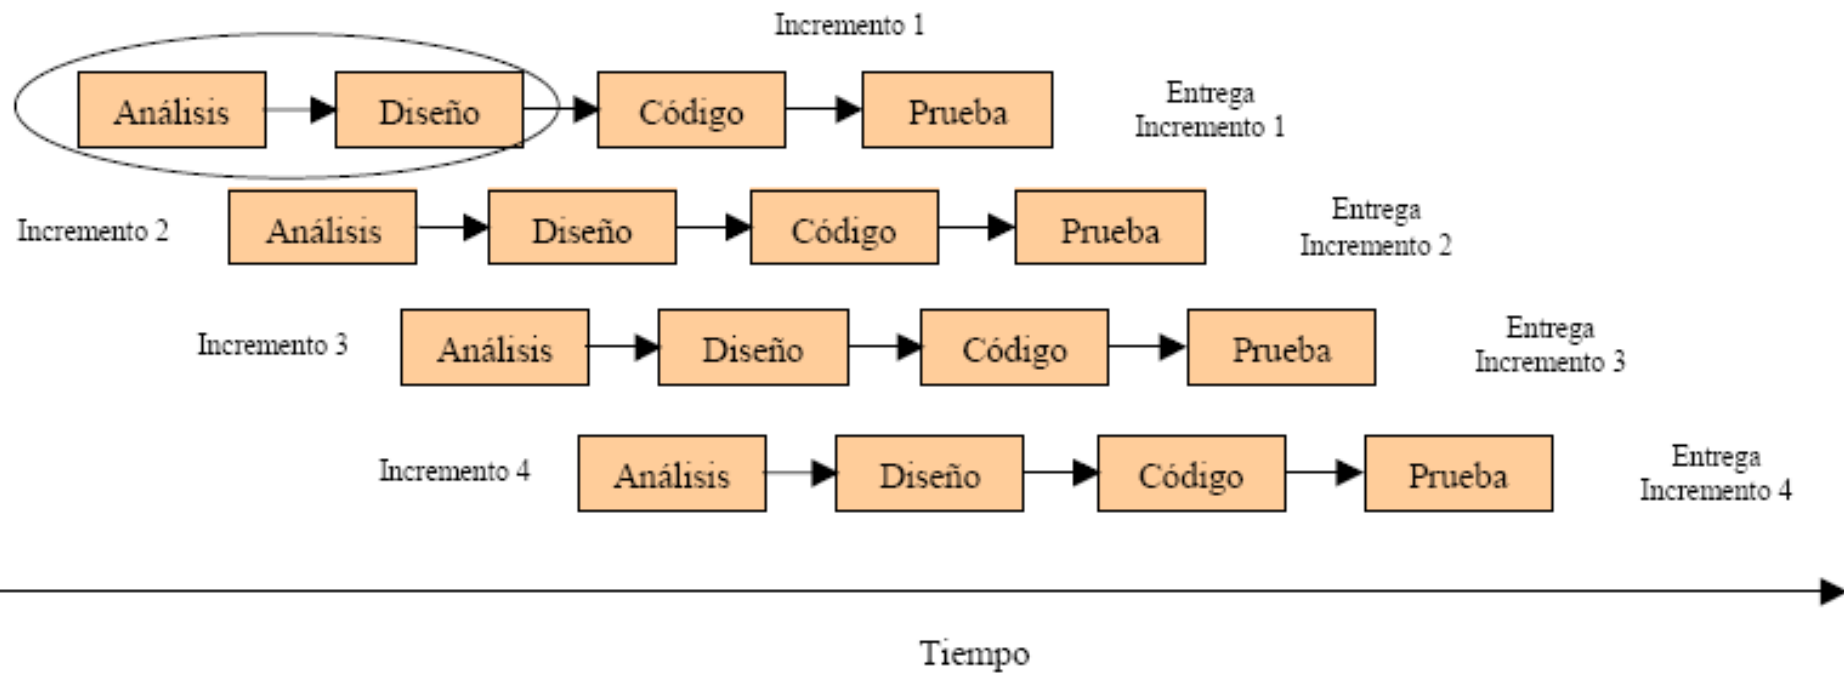 Incremento 1
Análisis Diseño Código Prueba
Entrega
Incremento 1
Incremento 2
Análisis Diseño Código Prueba
Entrega
Incremento 2
Incremento 3
Análisis Diseño Código Prueba
Entrega
Incremento 3
Incremento 4
Análisis Diseño Código Prueba
Entrega
Incremento 4
Tiempo